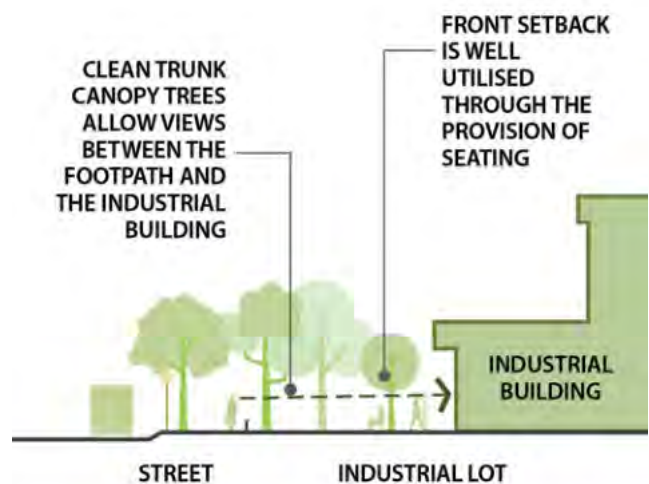 CLEAN TRUNK
CANOPY TREES
ALLOW VIEWS
BETWEEN THE
FOOTPATH AND
THE INDUSTRIAL
BUILDING
FRONT SETBACK
IS WELL
UTILISED
THROUGH THE
PROVISION OF
SEATING
INDUSTRIAL
BUILDING
STREET
INDUSTRIAL LOT